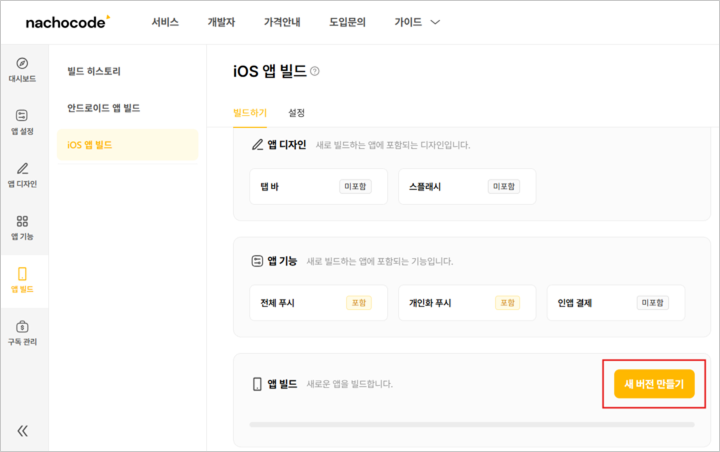 nachocode
서비스
개발자
가격안내
도입문의
가이드
대시보드
앱 설정
앱 디자인
앱 기능
앱 빌드
구독 관리
빌드 히스토리
안드로이드 앱 빌드
iOS 앱 빌드
iOS 앱 빌드
빌드하기
설정
앱 디자인 새로 빌드하는 앱에 포함되는 디자인입니다.
탭 바 미포함
스플래시 미포함
앱 기능 새로 빌드하는 앱에 포함되는 기능입니다.
전체 푸시 포함
개인화 푸시 포함
인앱 결제 미포함
앱 빌드 새로운 앱을 빌드합니다.
새 버전 만들기